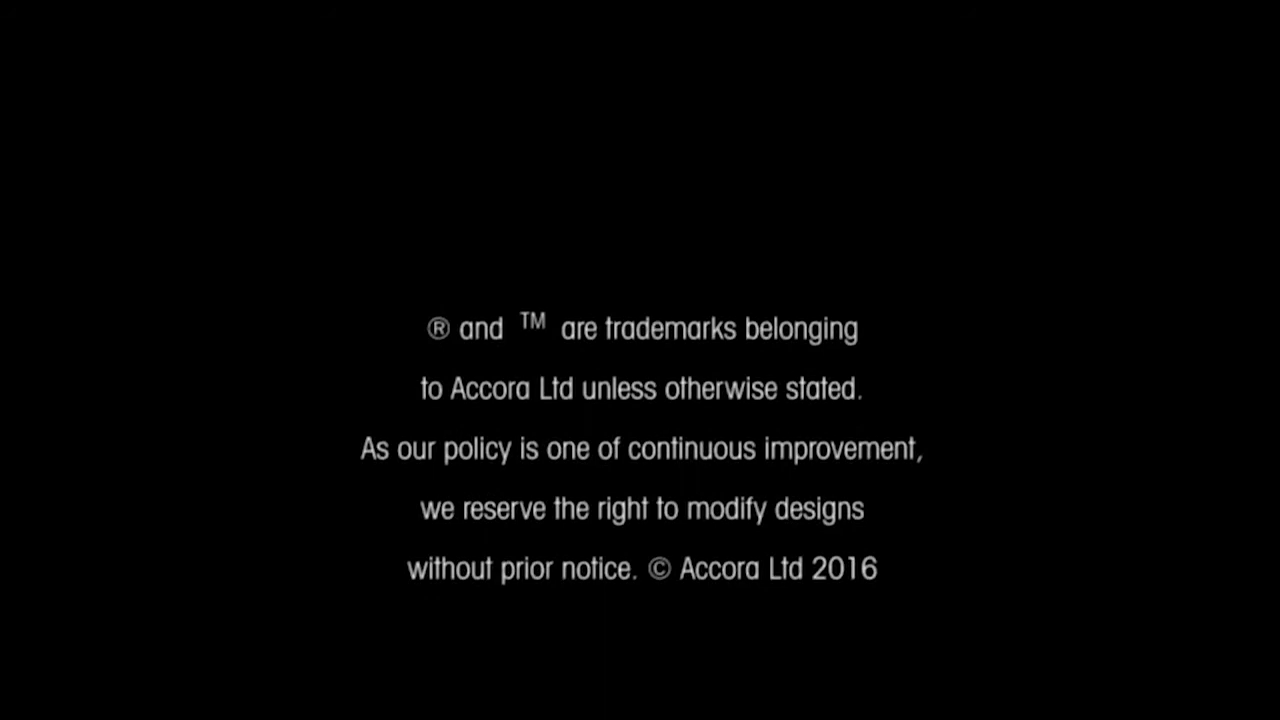 ® and ™ are trademarks belonging
to Accora Ltd unless otherwise stated.
As our policy is one of continuous improvement,
we reserve the right to modify designs
without prior notice. © Accora Ltd 2016